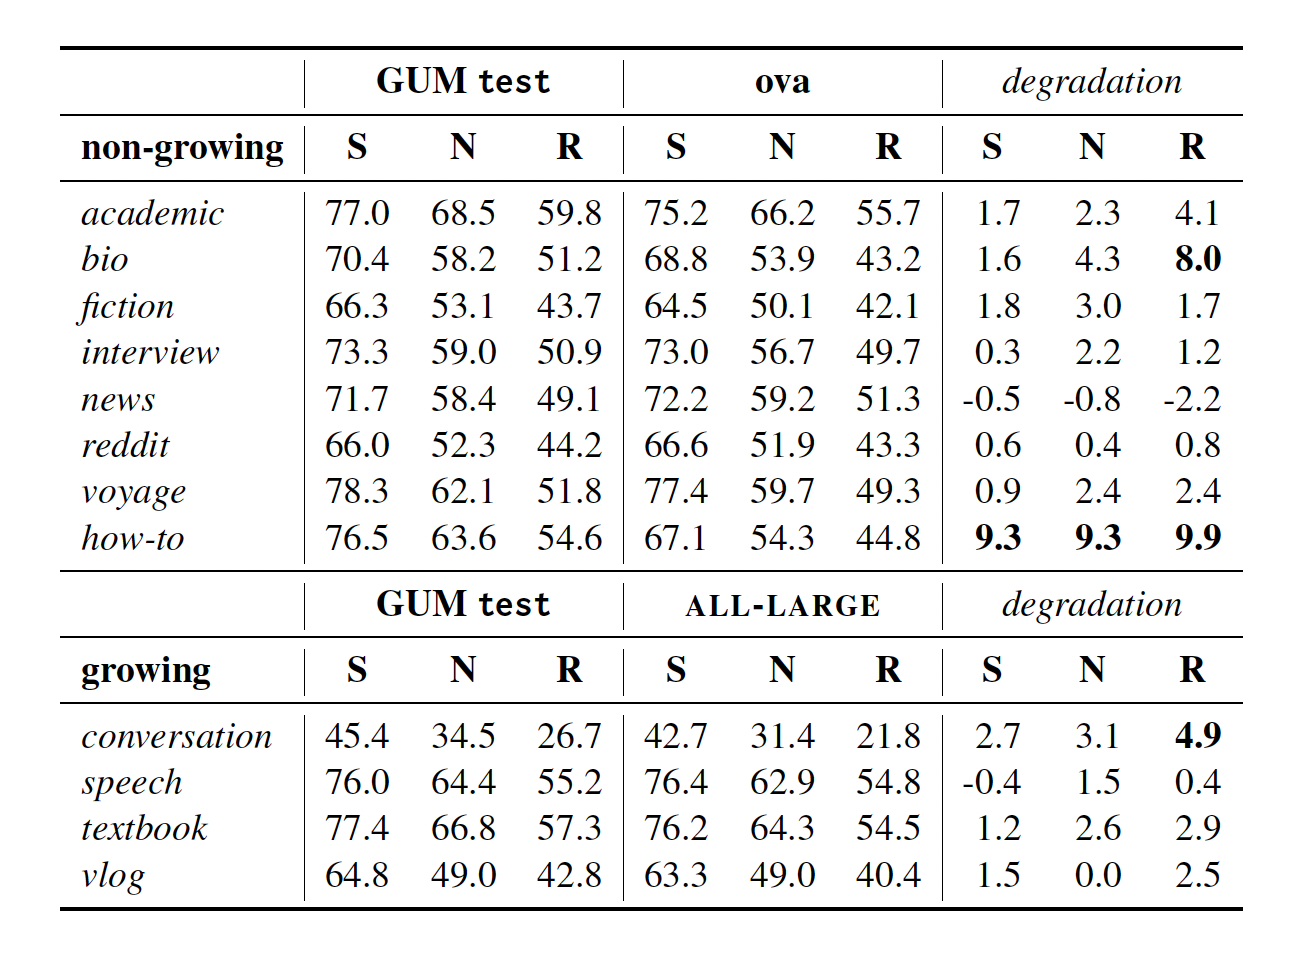 GUM test ova degradation
non-growing S N R S N R S N R
academic 77.0 68.5 59.8 75.2 66.2 55.7 1.7 2.3 4.1
bio 70.4 58.2 51.2 68.8 53.9 43.2 1.6 4.3 8.0
fiction 66.3 53.1 43.7 64.5 50.1 42.1 1.8 3.0 1.7
interview 73.3 59.0 50.9 73.0 56.7 49.7 0.3 2.2 1.2
news 71.7 58.4 49.1 72.2 59.2 51.3 -0.5 -0.8 -2.2
reddit 66.0 52.3 44.2 66.6 51.9 43.3 0.6 0.4 0.8
voyage 78.3 62.1 51.8 77.4 59.7 49.3 0.9 2.4 2.4
how-to 76.5 63.6 54.6 67.1 54.3 44.8 9.3 9.3 9.9
GUM test ALL-LARGE degradation
growing S N R S N R S N R
conversation 45.4 34.5 26.7 42.7 31.4 21.8 2.7 3.1 4.9
speech 76.0 64.4 55.2 76.4 62.9 54.8 -0.4 1.5 0.4
textbook 77.4 66.8 57.3 76.2 64.3 54.5 1.2 2.6 2.9
vlog 64.8 49.0 42.8 63.3 49.0 40.4 1.5 0.0 2.5